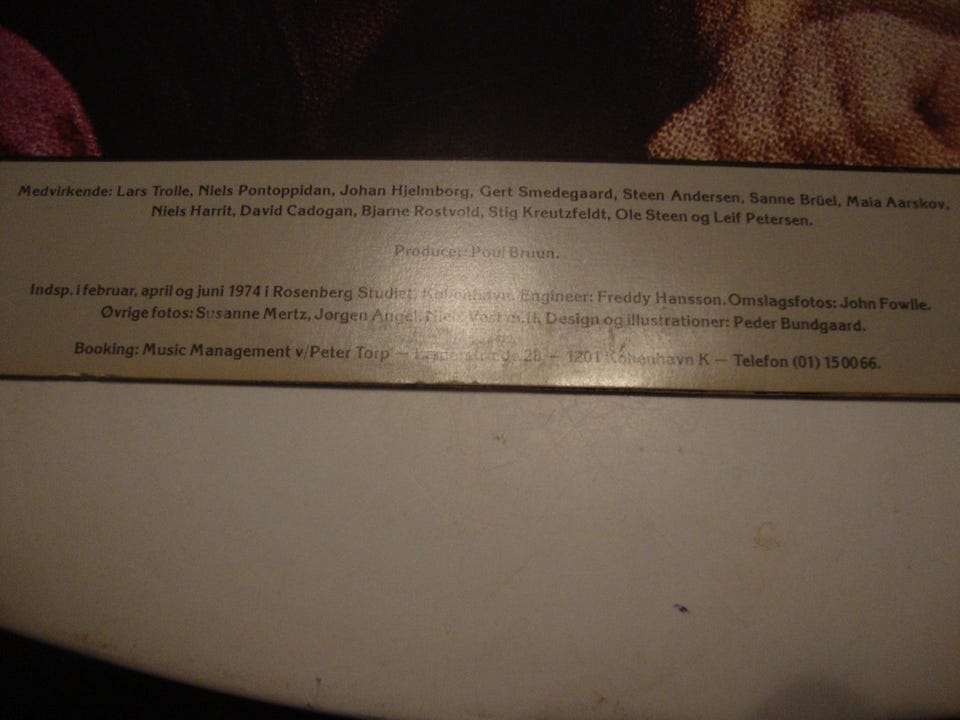 Medvirkende: Lars Trolle, Niels Pontoppidan, Johan Hjelmborg, Gert Smedegaard, Steen Andersen, Sanne Brüel, Maia Aarskov,
Niels Harrit, David Cadogan, Bjarne Rostvold, Stig Kreutzfeldt, Ole Steen og Leif Petersen.
Producer: Poul Bruun.
Indsp. i februar, april og juni 1974 i Rosenberg Studiet, København. Engineer: Freddy Hansson. Omslagsfotos: John Fowlie.
Øvrige fotos: Susanne Mertz, Jørgen Angel, Niels Design og illustrationer: Peder Bundgaard.
Booking: Music Management v/Peter Torp — 28 — 1201 København K — Telefon (01) 150066.